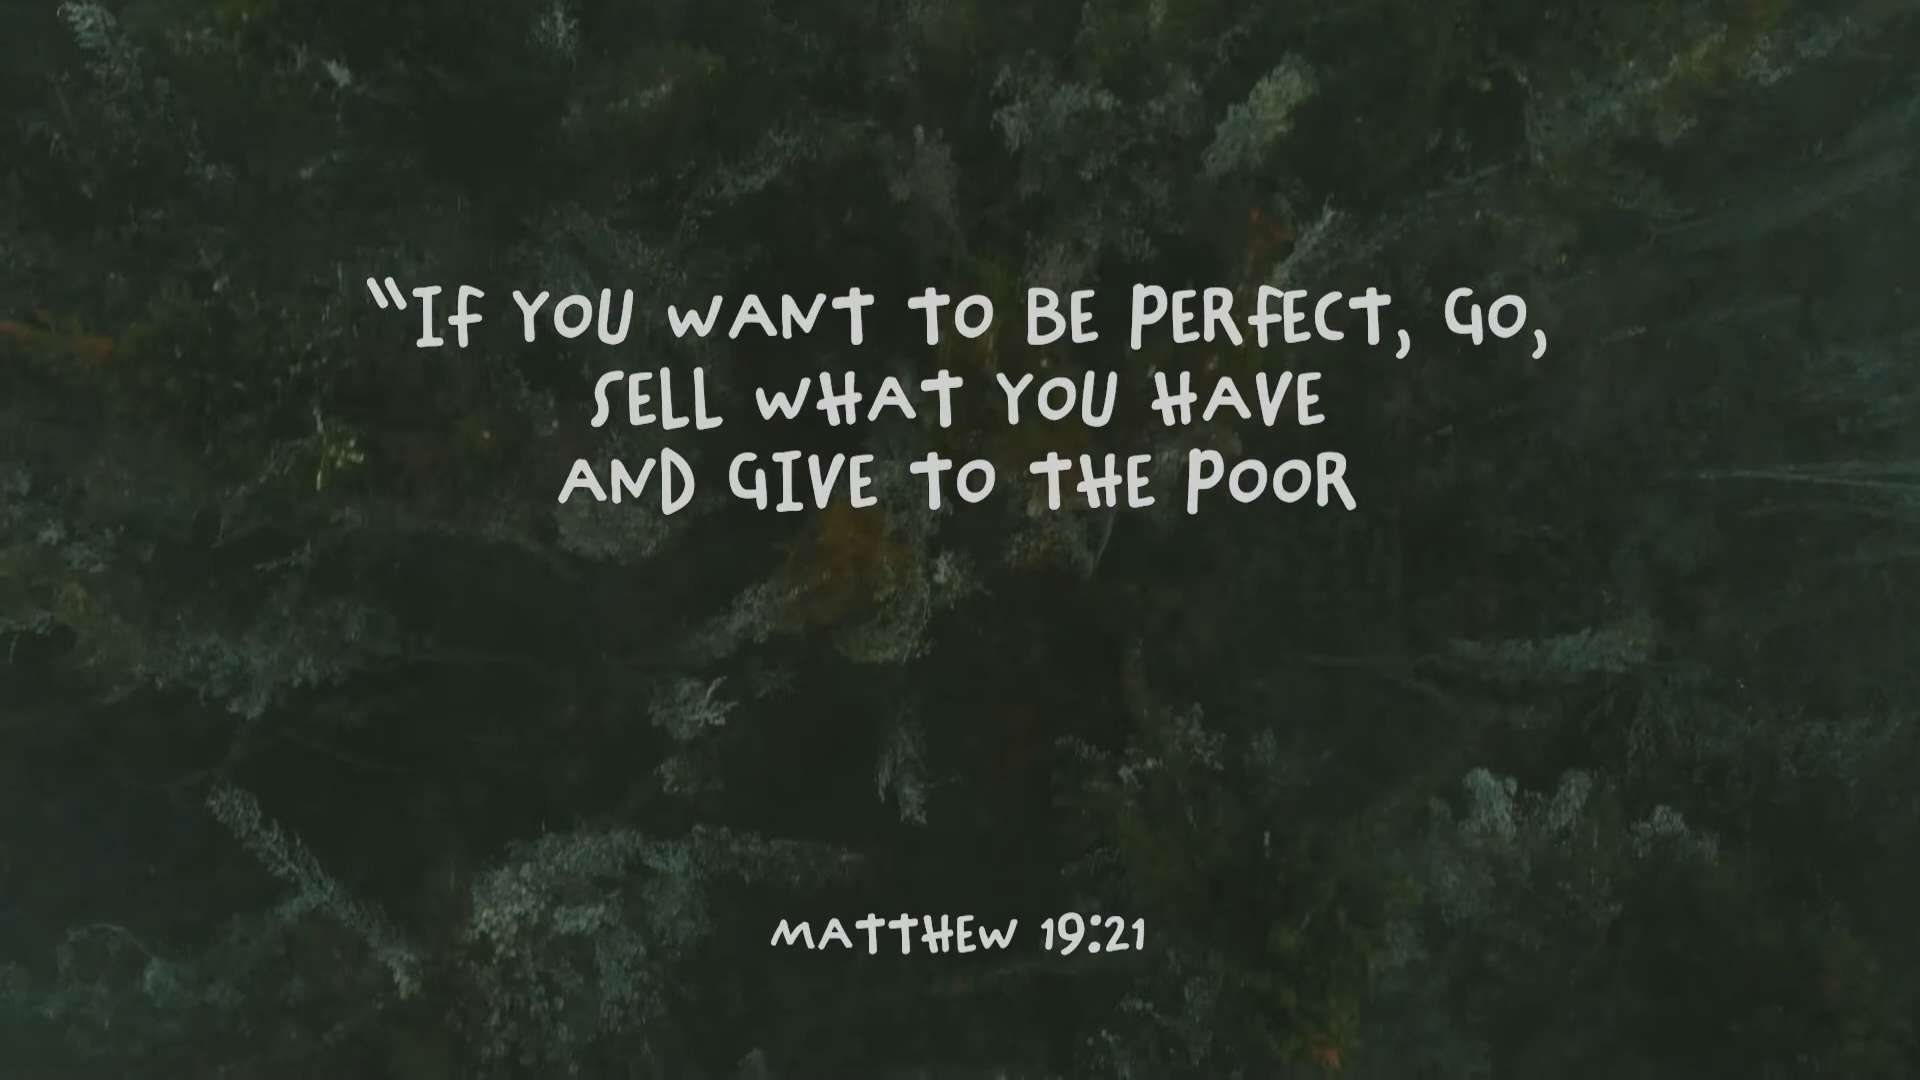 "If YOU WANT TO BE PERFECT, GO,
SELL WHAT YOU HAVE
AND GIVE TO THE POOR
MATTHEW 19:21